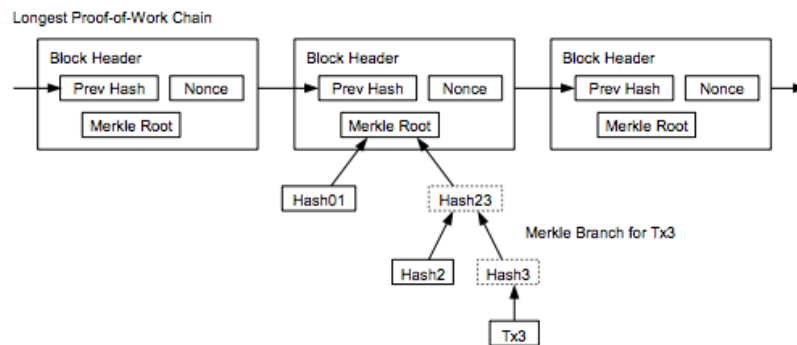 Longest Proof-of-Work Chain
Block Header
Prev Hash
Nonce
Merkle Root
Block Header
Prev Hash
Nonce
Merkle Root
Block Header
Prev Hash
Nonce
Merkle Root
Hash01
Hash23
Merkle Branch for Tx3
Hash2
Hash3
Tx3